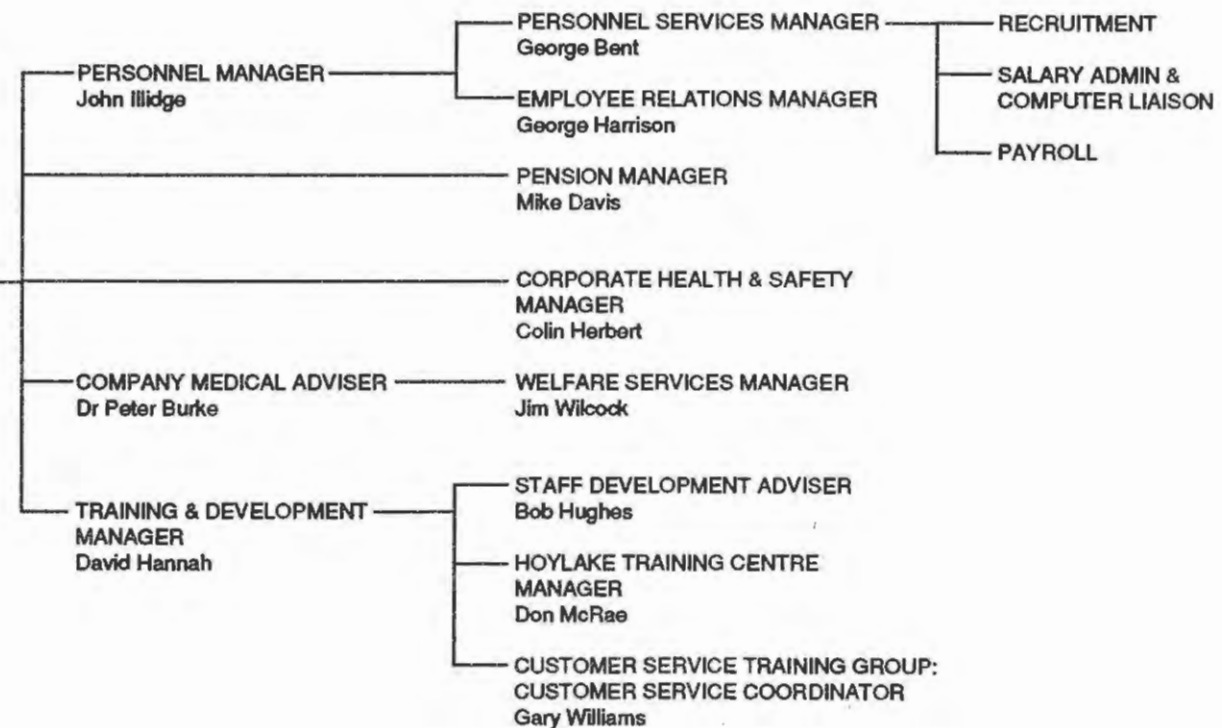 PERSONNEL MANAGER
John Illidge
PERSONNEL SERVICES MANAGER
George Bent
EMPLOYEE RELATIONS MANAGER
George Harrison
RECRUITMENT
SALARY ADMIN &
COMPUTER LIAISON
PAYROLL
PENSION MANAGER
Mike Davis
CORPORATE HEALTH & SAFETY
MANAGER
Colin Herbert
COMPANY MEDICAL ADVISER
Dr Peter Burke
WELFARE SERVICES MANAGER
Jim Wilcock
TRAINING & DEVELOPMENT
MANAGER
David Hannah
STAFF DEVELOPMENT ADVISER
Bob Hughes
HOYLAKE TRAINING CENTRE
MANAGER
Don McRae
CUSTOMER SERVICE TRAINING GROUP:
CUSTOMER SERVICE COORDINATOR
Gary Williams